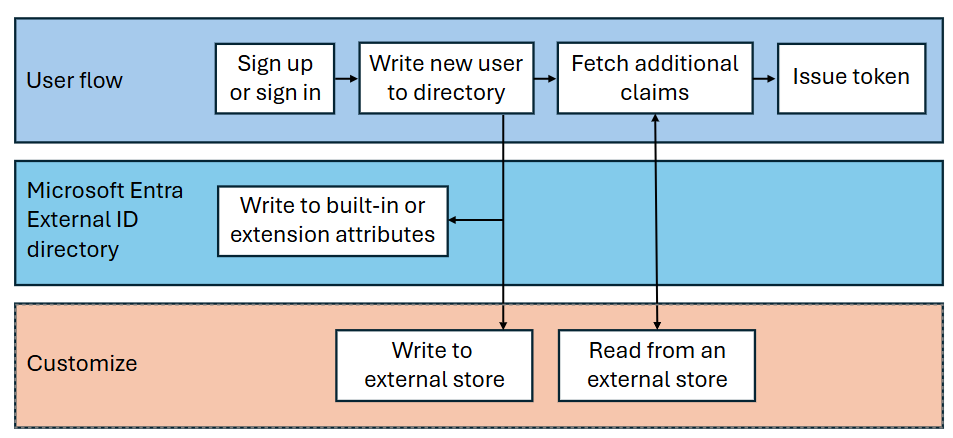 User flow
Sign up
or sign in
Write new user
to directory
Fetch additional
claims
Issue token
Microsoft Entra
External ID
directory
Write to built-in or
extension attributes
Customize
Write to
external store
Read from an
external store